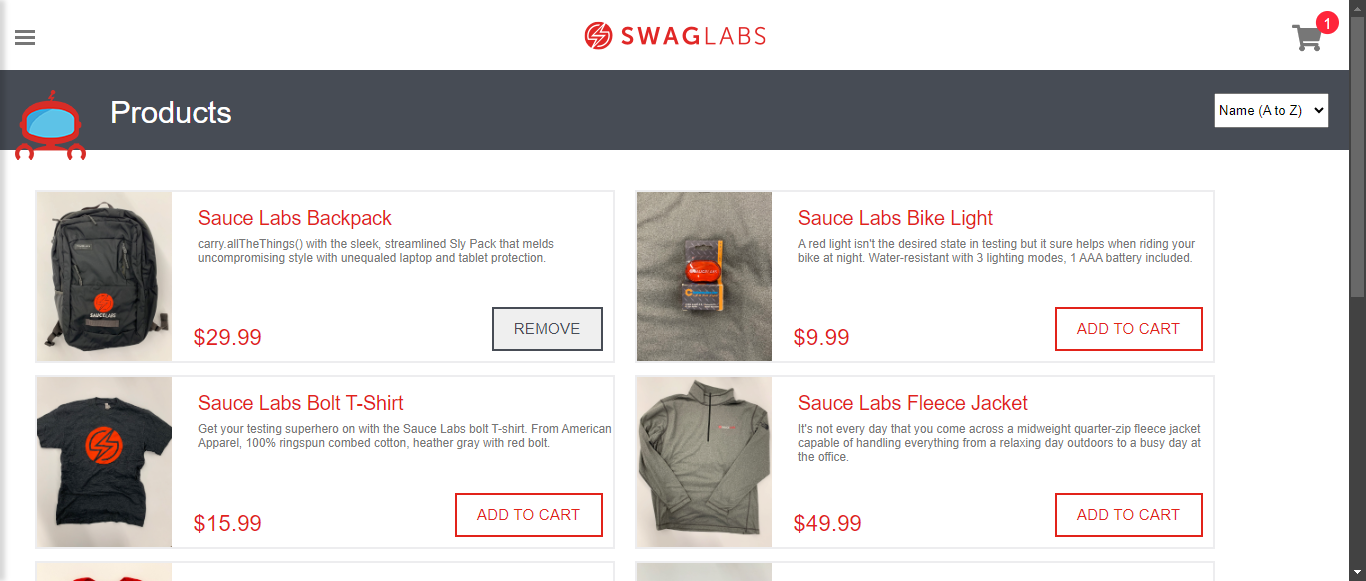 SWAGLABS
1
Products
Name (A to Z)
Sauce Labs Backpack
carry.allTheThings() with the sleek, streamlined Sly Pack that melds
uncompromising style with unequaled laptop and tablet protection.
SAUCELABS
$29.99
REMOVE
Sauce Labs Bike Light
A red light isn't the desired state in testing but it sure helps when riding your
bike at night. Water-resistant with 3 lighting modes, 1 AAA battery included.
$9.99
ADD TO CART
Sauce Labs Bolt T-Shirt
Get your testing superhero on with the Sauce Labs bolt T-shirt. From American
Apparel, 100% ringspun combed cotton, heather gray with red bolt.
$15.99
ADD TO CART
Sauce Labs Fleece Jacket
It's not every day that you come across a midweight quarter-zip fleece jacket
capable of handling everything from a relaxing day outdoors to a busy day at
the office.
$49.99
ADD TO CART